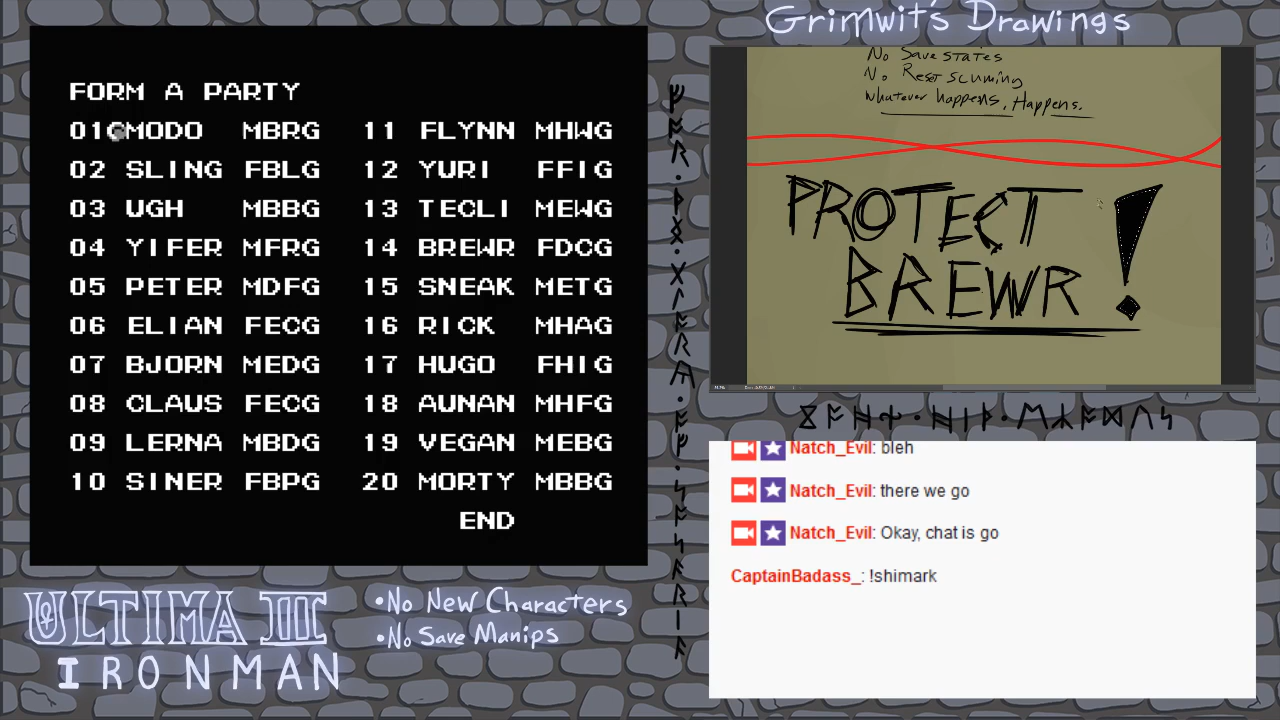 Grimwit's Drawings
FORM A PARTY
01 MODO MBRG 11 FLYNN MHWG
02 SLING FBLG 12 YURI FFIG
03 UGH MBBG 13 TECLI MEWG
04 YIFER MFRG 14 BREWR FDCG
05 PETER MDFG 15 SNEAK METG
06 ELIAN FECG 16 RICK MHAG
07 BJORN MEDG 17 HUGO FHIG
08 CLAUS FECG 18 AUNAN MHFG
09 LERNA MBDG 19 VEGAN MEBG
10 SINER FBPG 20 MORTY MBBG
END
No Save states
No Reset scumming
Whatever happens, Happens.
PROTECT
BREWR!
Natch_Evil: bleh
Natch_Evil: there we go
Natch_Evil: Okay, chat is go
CaptainBadass_: !shimark
ULTIMA III
IRONMAN
•No New Characters
•No Save Manips